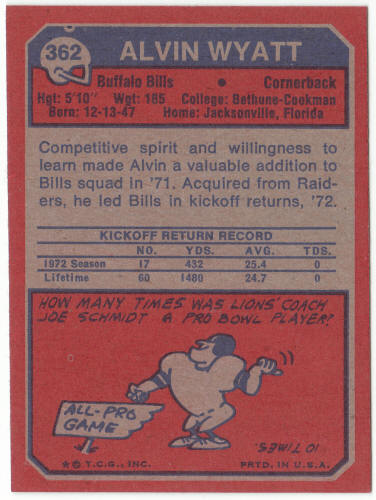 362
ALVIN WYATT
Buffalo Bills • Cornerback
Hgt: 5'10" Wgt: 185 College: Bethune-Cookman
Born: 12-13-47 Home: Jacksonville, Florida
Competitive spirit and willingness to
learn made Alvin a valuable addition to
Bills squad in '71. Acquired from Raid-
ers, he led Bills in kickoff returns, '72.
KICKOFF RETURN RECORD
NO. YDS. AVG. TDS.
1972 Season 17 432 25.4 0
Lifetime 60 1480 24.7 0
HOW MANY TIMES WAS LIONS' COACH
JOE SCHMIDT A PRO BOWL PLAYER?
ALL-PRO
GAME
10 TIMES.
* © T.C.G., INC. PRTD. IN U.S.A.